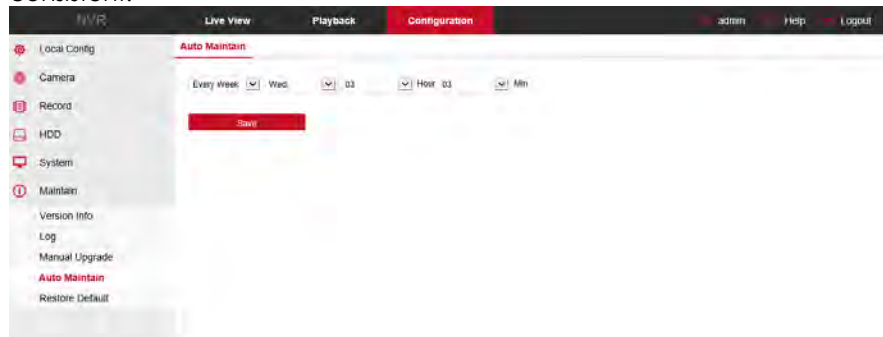 NVR Live View Playback Configuration admin Help Logout
Local Config
Auto Maintain
Camera
Every Week Wed. 03 Hour 03 Min
Record
Save
HDD
System
Maintain
Version Info
Log
Manual Upgrade
Auto Maintain
Restore Default